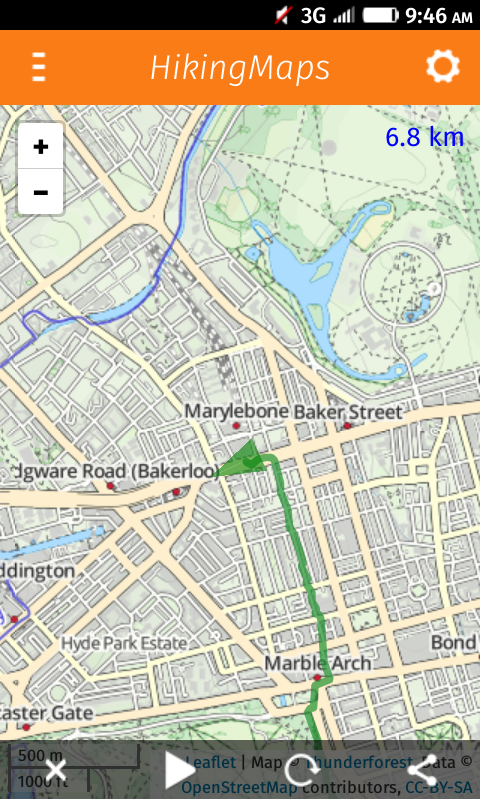 3G 9:46 AM
HikingMaps
+
6.8 km
−
Marylebone Baker Street
dgware Road (Bakerloo)
ddington
Hyde Park Estate
Bond
Marble Arch
caster Gate
500 m
1000 ft
Leaflet | Map © Thunderforest, Data ©
OpenStreetMap contributors, CC-BY-SA